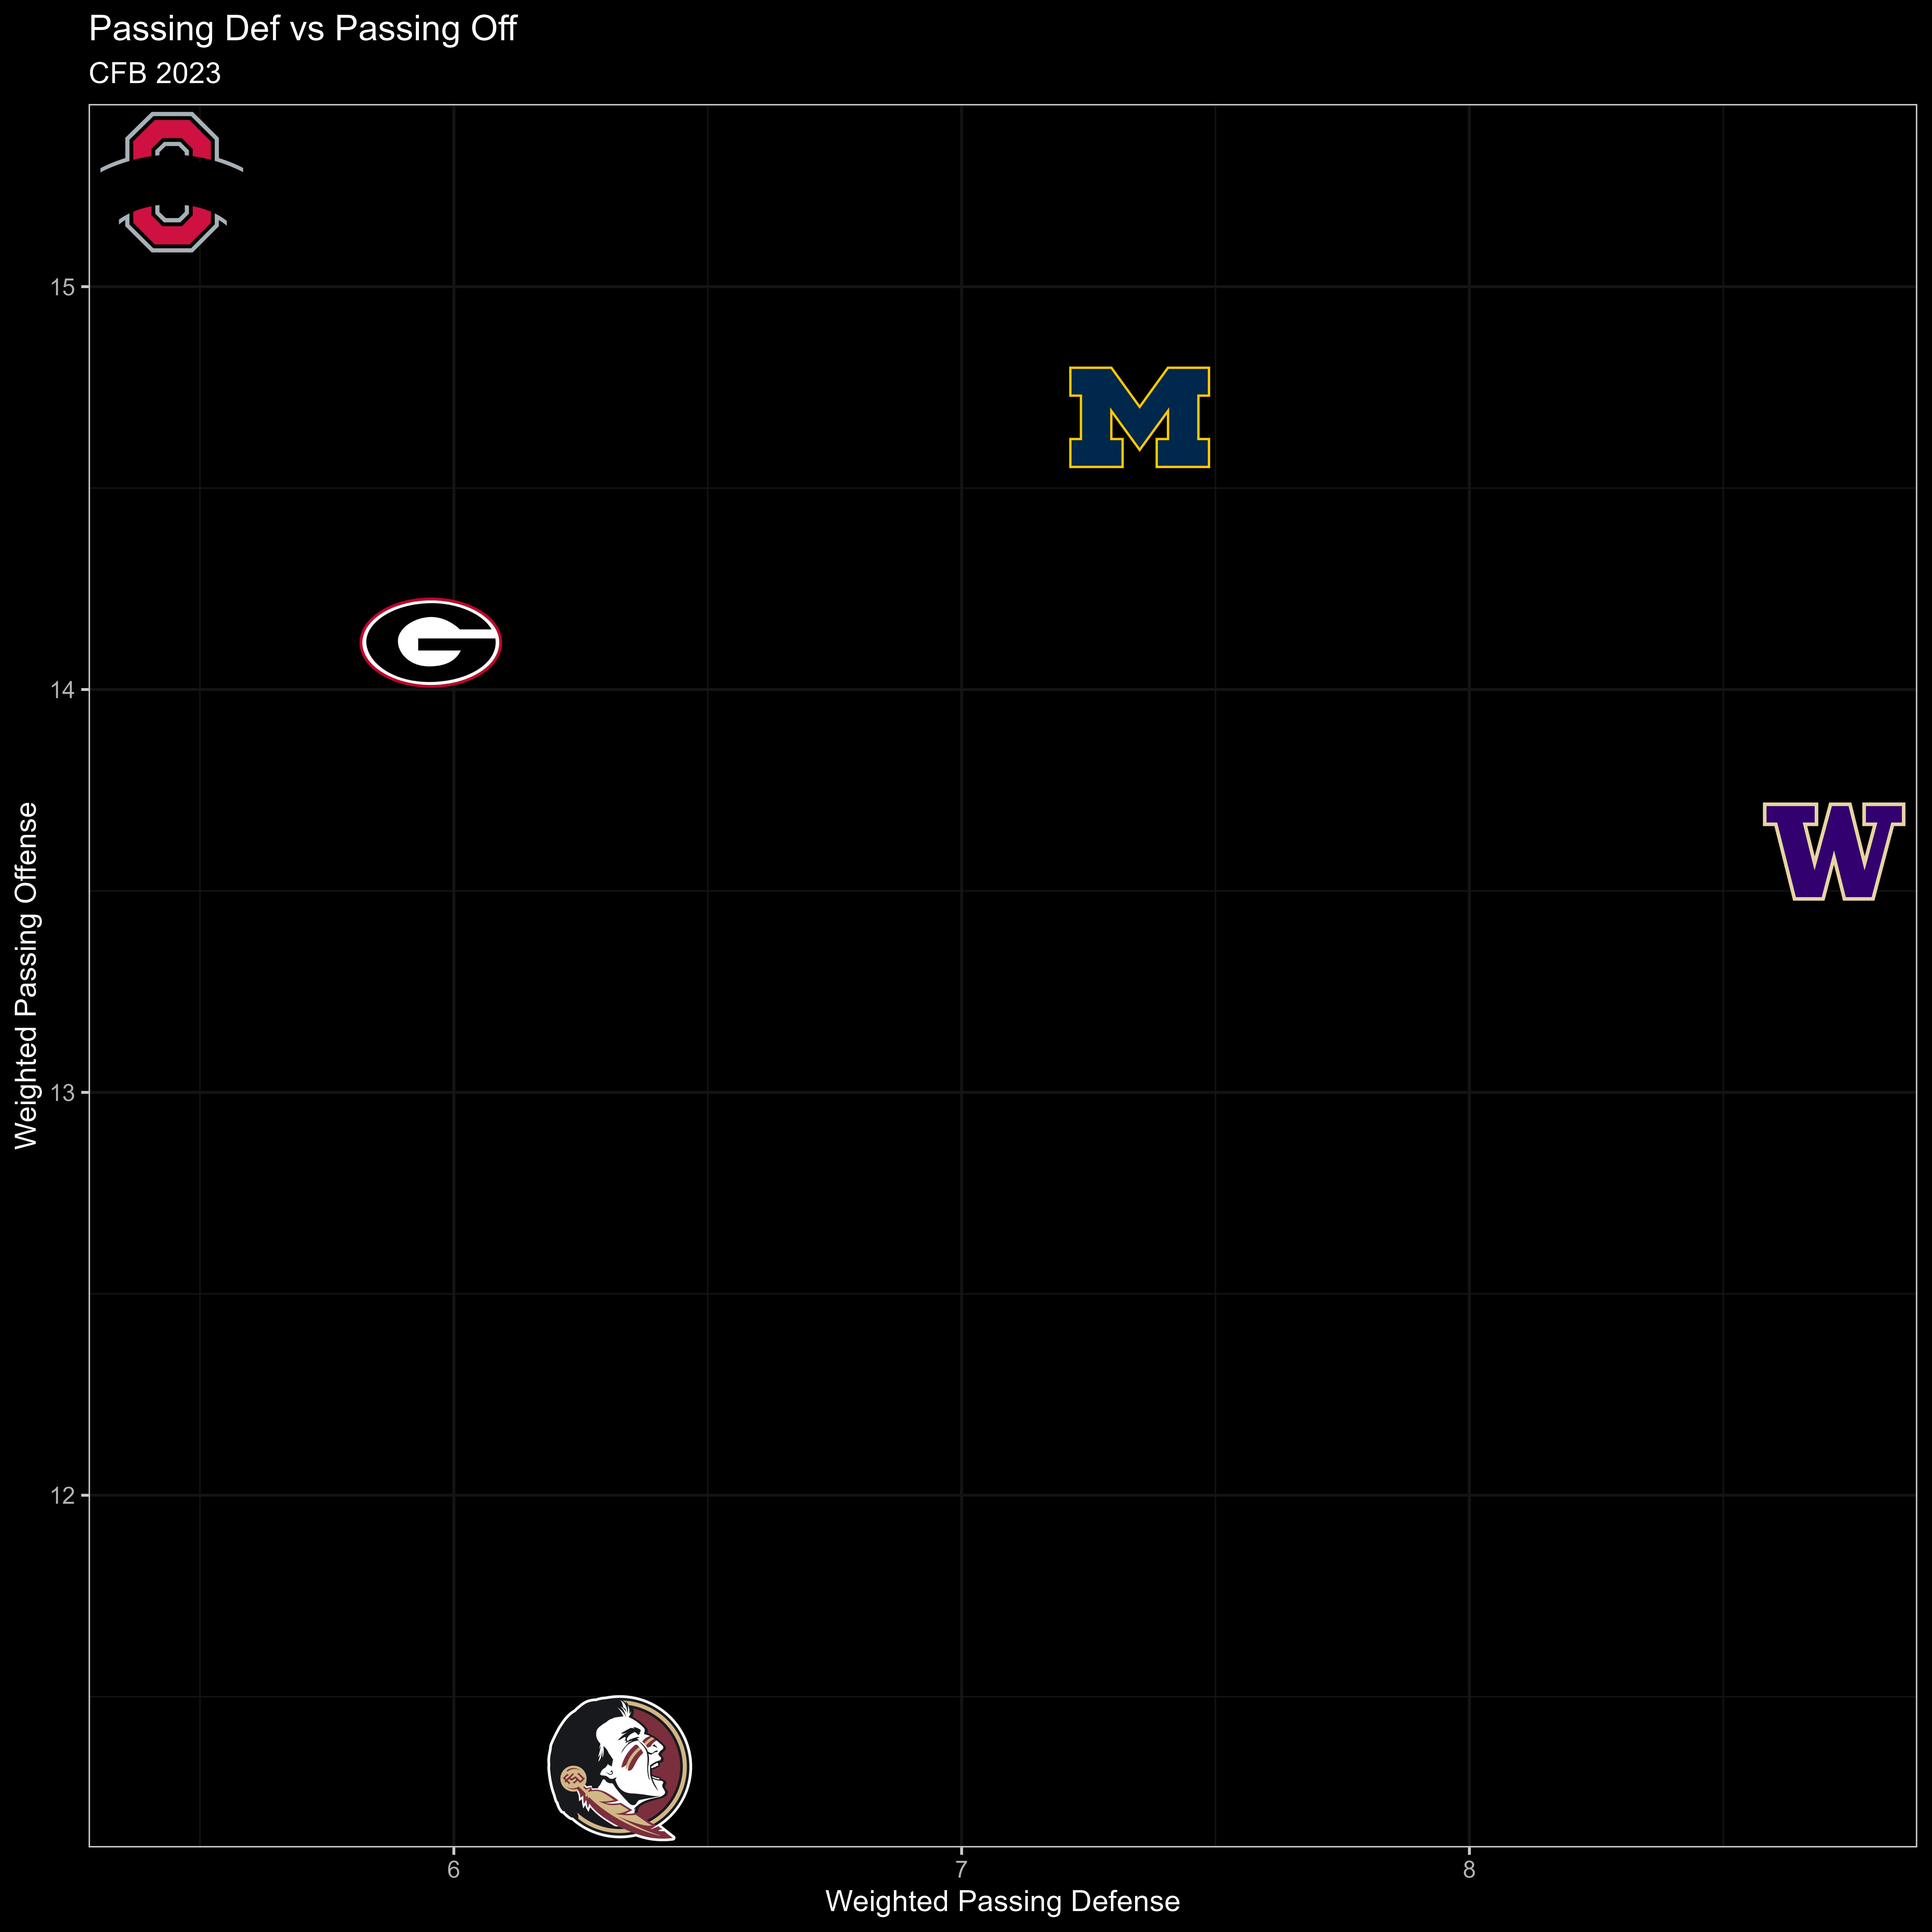 Passing Def vs Passing Off
CFB 2023
15
14
13
12
Weighted Passing Offense
M
G
W
6
7
8
Weighted Passing Defense